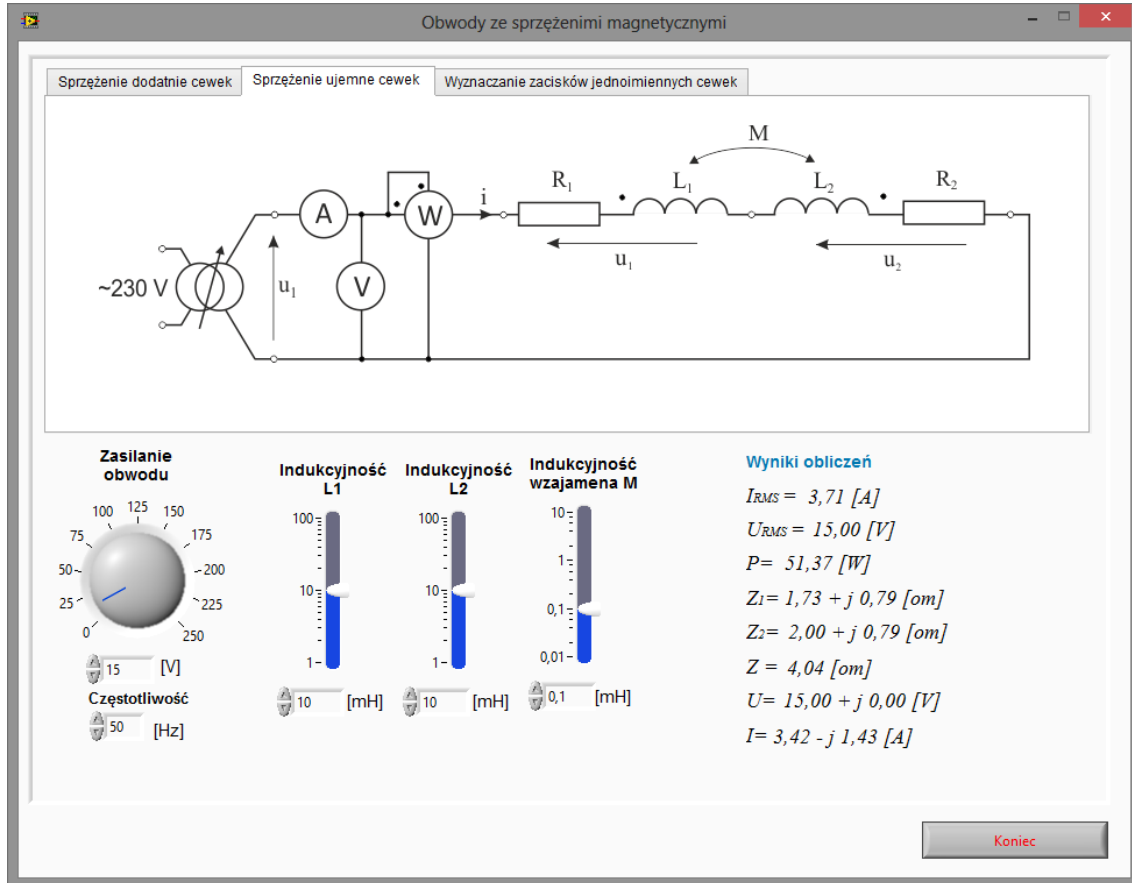 Obwody ze sprzężenimi magnetycznymi
Sprzężenie dodatnie cewek
Sprzężenie ujemne cewek
Wyznaczanie zacisków jednoimiennych cewek
M
R₁
L₁
L₂
R₂
i
A
W
V
u₁
u₁
u₂
~230 V
Zasilanie
obwodu
0
25
50
75
100
125
150
175
200
225
250
15 [V]
Częstotliwość
50 [Hz]
Indukcyjność
L1
100
10
1
10 [mH]
Indukcyjność
L2
100
10
1
10 [mH]
Indukcyjność
wzajamena M
10
1
0,1
0,01
0,1 [mH]
Wyniki obliczeń
IRMS = 3,71 [A]
URMS = 15,00 [V]
P= 51,37 [W]
Z1= 1,73 + j 0,79 [om]
Z2= 2,00 + j 0,79 [om]
Z = 4,04 [om]
U= 15,00 + j 0,00 [V]
I= 3,42 - j 1,43 [A]
Koniec